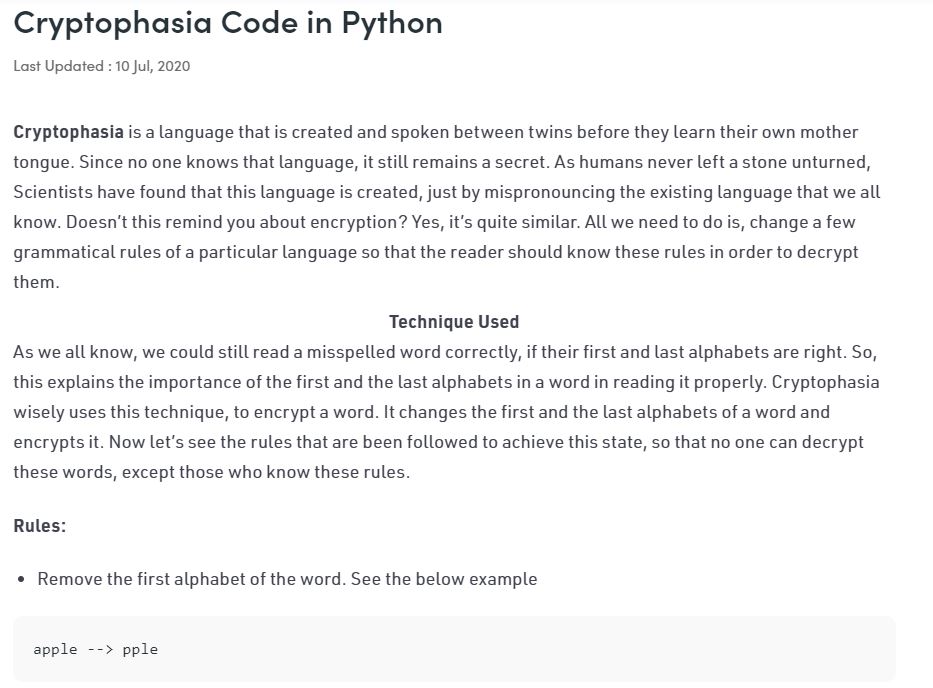 Cryptophasia Code in Python
Last Updated : 10 Jul, 2020
Cryptophasia is a language that is created and spoken between twins before they learn their own mother
tongue. Since no one knows that language, it still remains a secret. As humans never left a stone unturned,
Scientists have found that this language is created, just by mispronouncing the existing language that we all
know. Doesn’t this remind you about encryption? Yes, it’s quite similar. All we need to do is, change a few
grammatical rules of a particular language so that the reader should know these rules in order to decrypt
them.
Technique Used
As we all know, we could still read a misspelled word correctly, if their first and last alphabets are right. So,
this explains the importance of the first and the last alphabets in a word in reading it properly. Cryptophasia
wisely uses this technique, to encrypt a word. It changes the first and the last alphabets of a word and
encrypts it. Now let’s see the rules that are been followed to achieve this state, so that no one can decrypt
these words, except those who know these rules.
Rules:
• Remove the first alphabet of the word. See the below example
apple --> pple